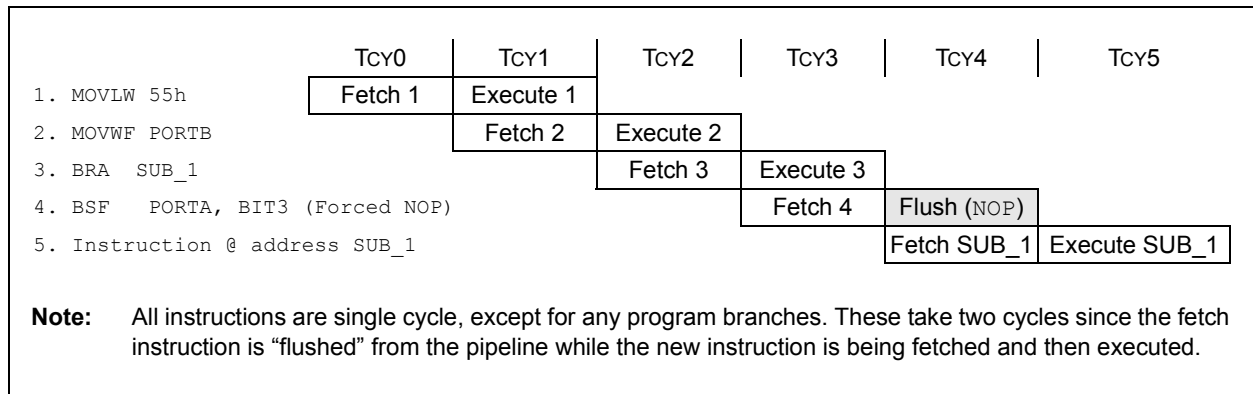 TCY0 TCY1 TCY2 TCY3 TCY4 TCY5
1. MOVLW 55h Fetch 1 Execute 1
2. MOVWF PORTB Fetch 2 Execute 2
3. BRA SUB_1 Fetch 3 Execute 3
4. BSF PORTA, BIT3 (Forced NOP) Fetch 4 Flush (NOP)
5. Instruction @ address SUB_1 Fetch SUB_1 Execute SUB_1
Note: All instructions are single cycle, except for any program branches. These take two cycles since the fetch
instruction is “flushed” from the pipeline while the new instruction is being fetched and then executed.